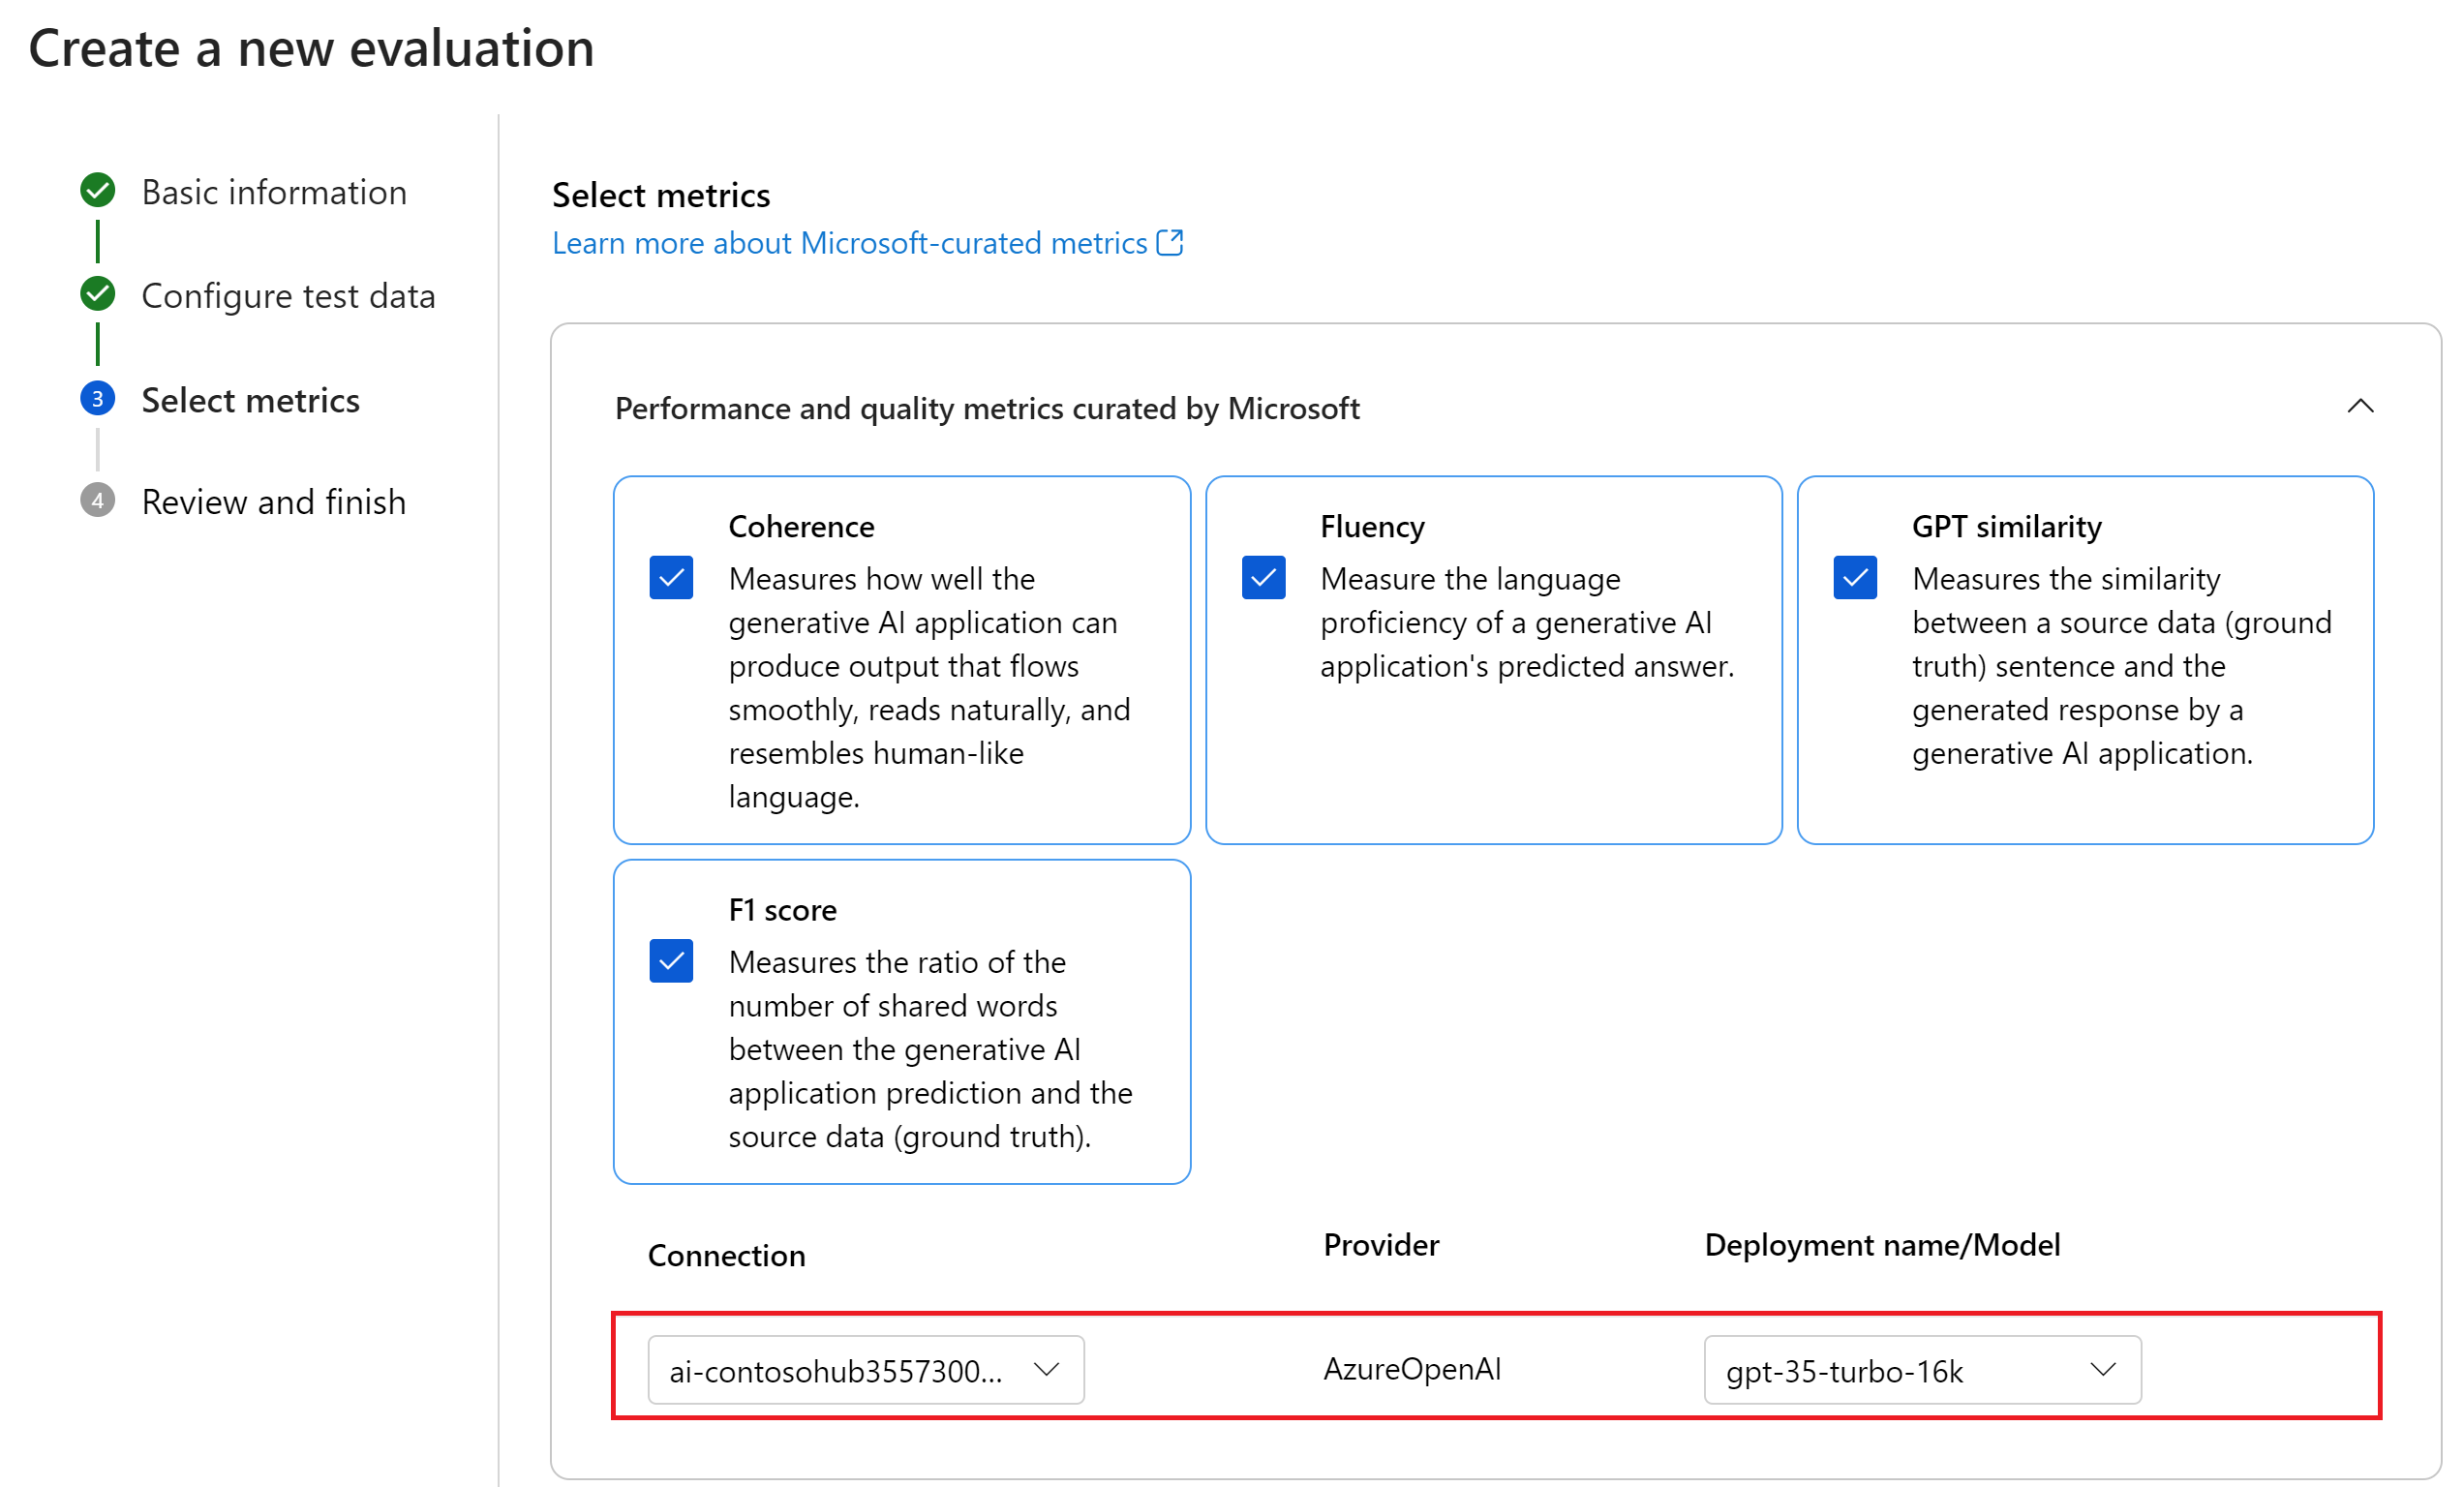 Create a new evaluation
Basic information
Configure test data
3
Select metrics
4
Review and finish
Select metrics
Learn more about Microsoft-curated metrics
Performance and quality metrics curated by Microsoft
Coherence
Measures how well the
generative AI application can
produce output that flows
smoothly, reads naturally, and
resembles human-like
language.
Fluency
Measure the language
proficiency of a generative AI
application's predicted answer.
GPT similarity
Measures the similarity
between a source data (ground
truth) sentence and the
generated response by a
generative AI application.
F1 score
Measures the ratio of the
number of shared words
between the generative AI
application prediction and the
source data (ground truth).
Connection
Provider
Deployment name/Model
ai-contosohub3557300...
AzureOpenAI
gpt-35-turbo-16k